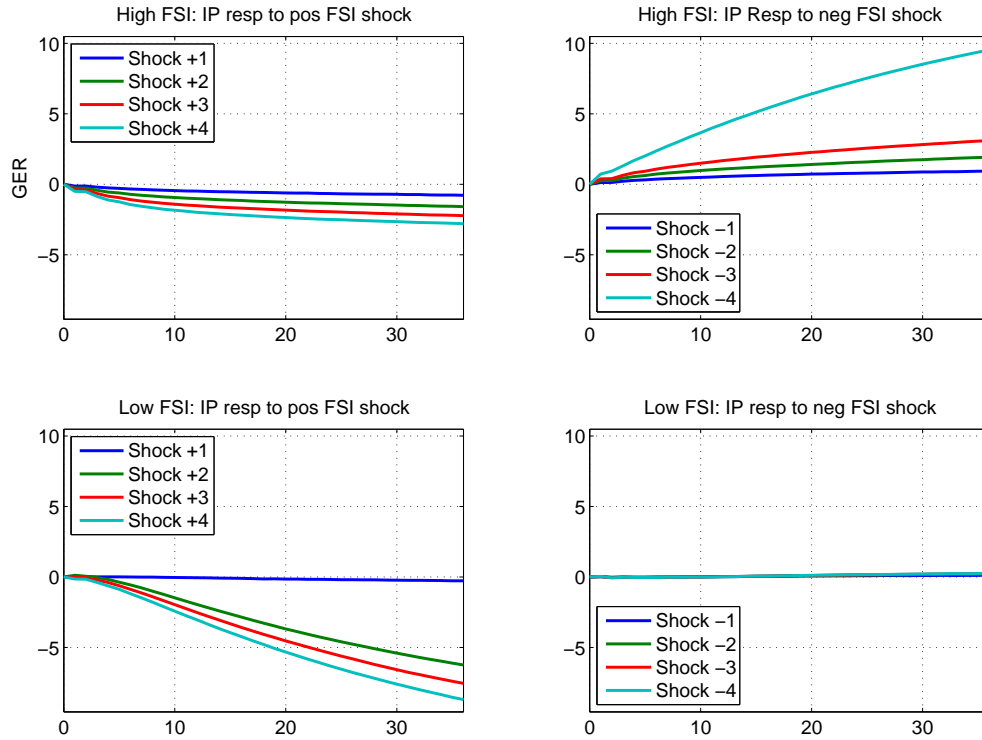 High FSI: IP resp to pos FSI shock
10
5
0
−5
0
10
20
30
GER
Shock +1
Shock +2
Shock +3
Shock +4
High FSI: IP Resp to neg FSI shock
10
5
0
−5
0
10
20
30
Shock −1
Shock −2
Shock −3
Shock −4
Low FSI: IP resp to pos FSI shock
10
5
0
−5
0
10
20
30
Shock +1
Shock +2
Shock +3
Shock +4
Low FSI: IP resp to neg FSI shock
10
5
0
−5
0
10
20
30
Shock −1
Shock −2
Shock −3
Shock −4